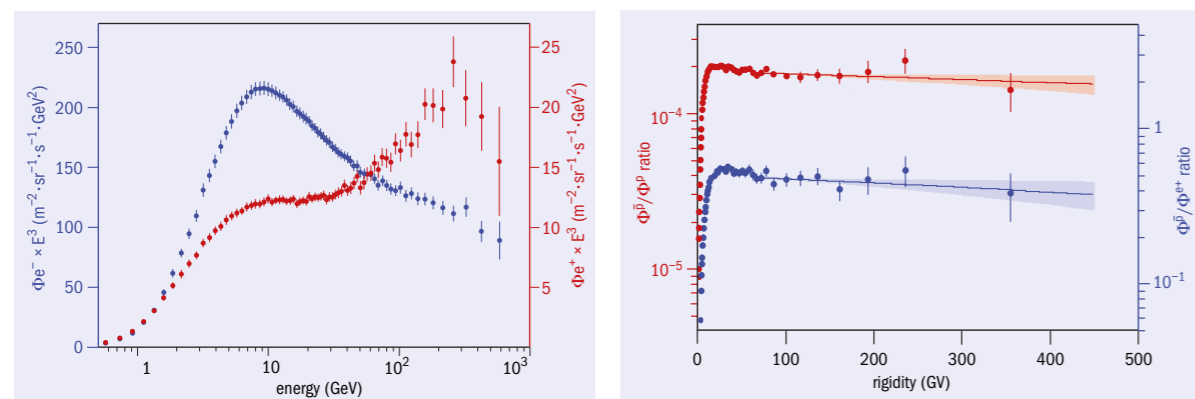 Φe⁻ × E³ (m⁻²·sr⁻¹·s⁻¹·GeV²)
250
200
150
100
50
0
25
20
15
10
5
Φe⁺ × E³ (m⁻²·sr⁻¹·s⁻¹·GeV²)
1 10 10² 10³
energy (GeV)
Φp̄/Φp ratio
10⁻⁴
10⁻⁵
1
10⁻¹
Φp̄/Φe+ ratio
0 100 200 300 400 500
rigidity (GV)